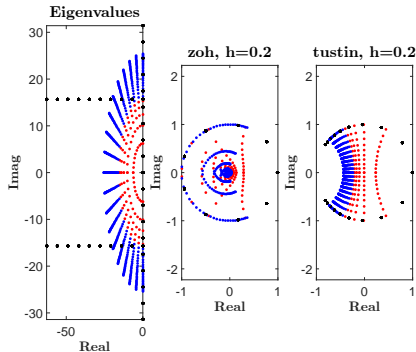 Eigenvalues
30
20
10
0
-10
-20
-30
-50
0
Imag
Real
zoh, h=0.2
2
1
0
-1
-2
-1
0
1
Imag
Real
tustin, h=0.2
2
1
0
-1
-2
-1
0
1
Imag
Real